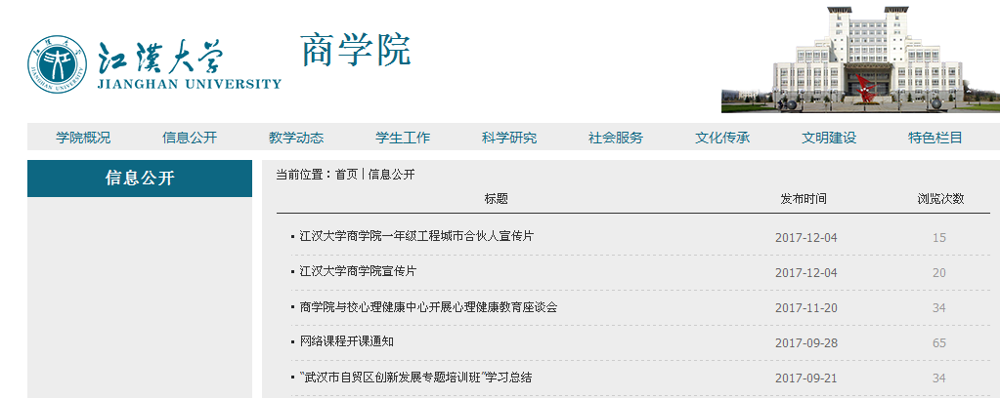 江漢大学
JIANGHAN UNIVERSITY
商学院
学院概况 信息公开 教学动态 学生工作 科学研究 社会服务 文化传承 文明建设 特色栏目
信息公开
当前位置：首页 | 信息公开
标题 发布时间 浏览次数
江汉大学商学院一年级工程城市合伙人宣传片 2017-12-04 15
江汉大学商学院宣传片 2017-12-04 20
商学院与校心理健康中心开展心理健康教育座谈会 2017-11-20 34
网络课程开课通知 2017-09-28 65
“武汉市自贸区创新发展专题培训班”学习总结 2017-09-21 34